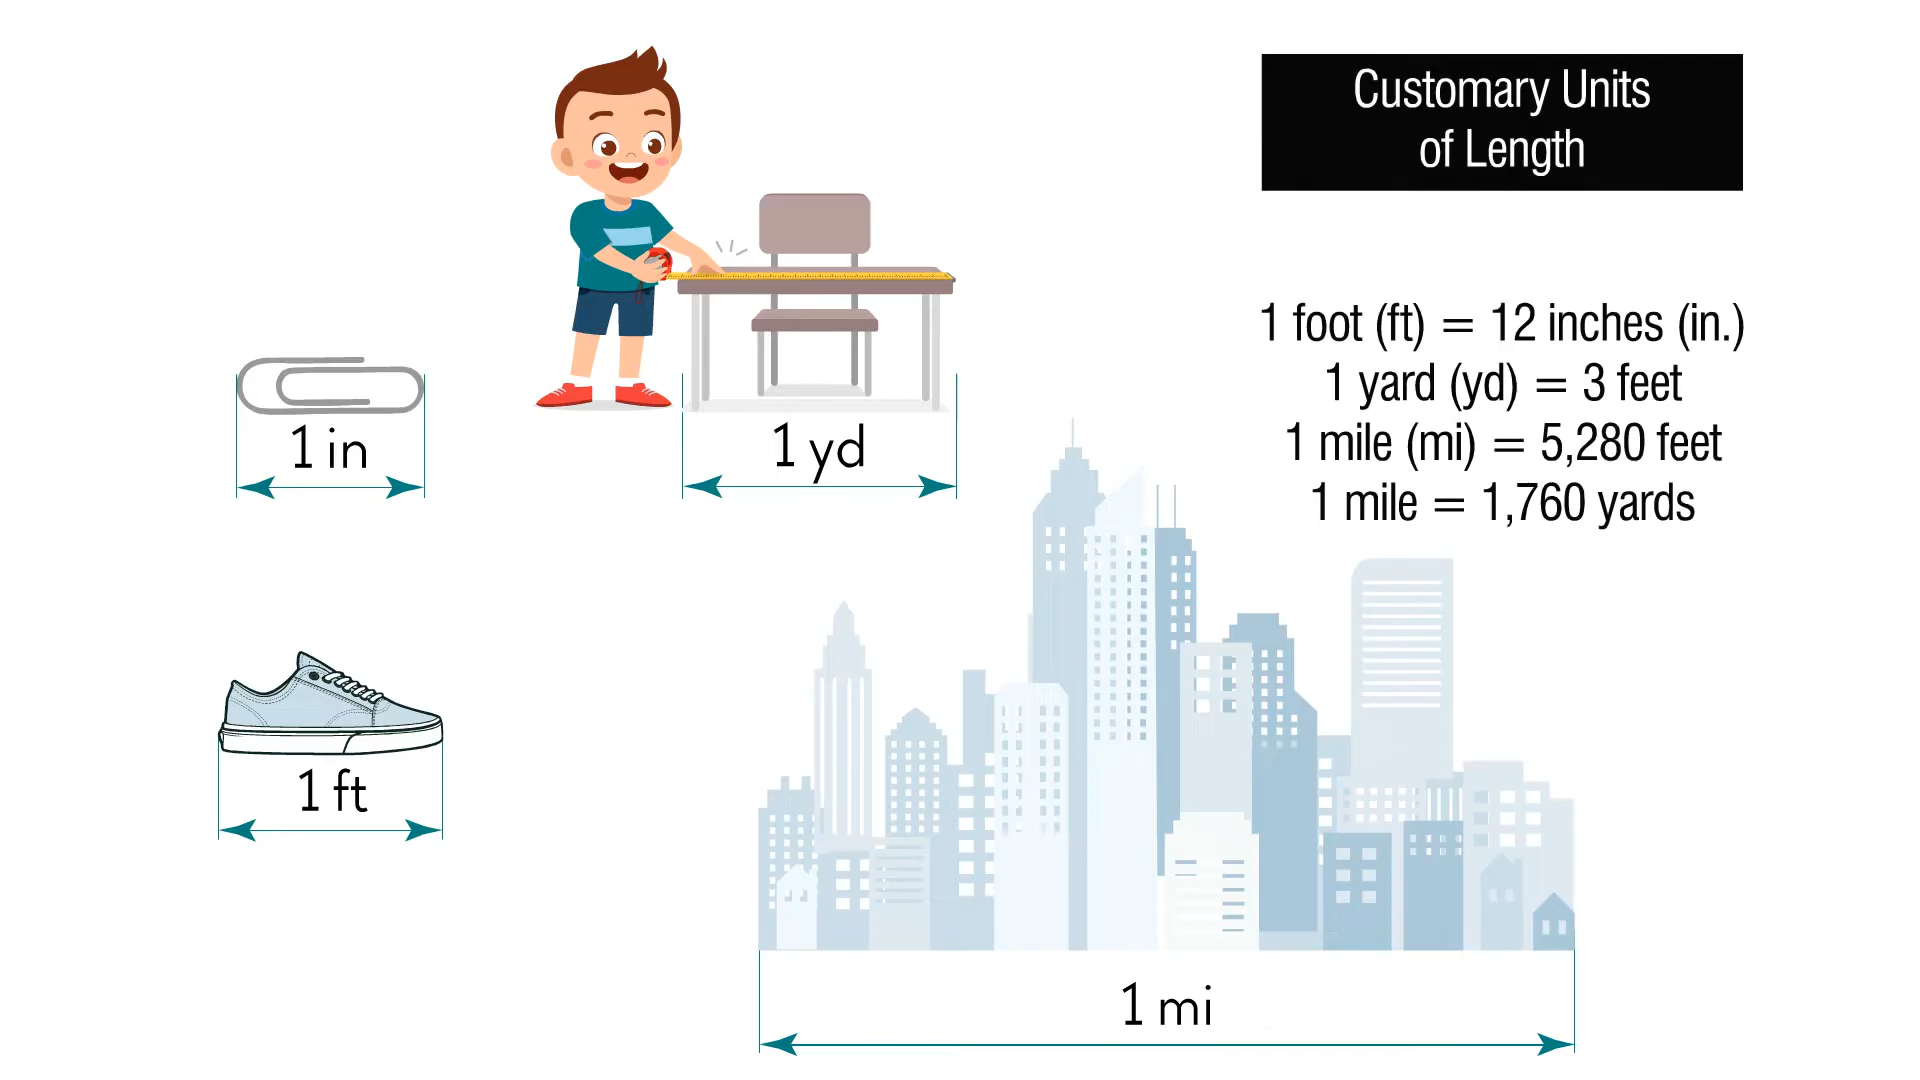 Customary Units
of Length
1 foot (ft) = 12 inches (in.)
1 yard (yd) = 3 feet
1 mile (mi) = 5,280 feet
1 mile = 1,760 yards
1 in
1 yd
1 ft
1 mi